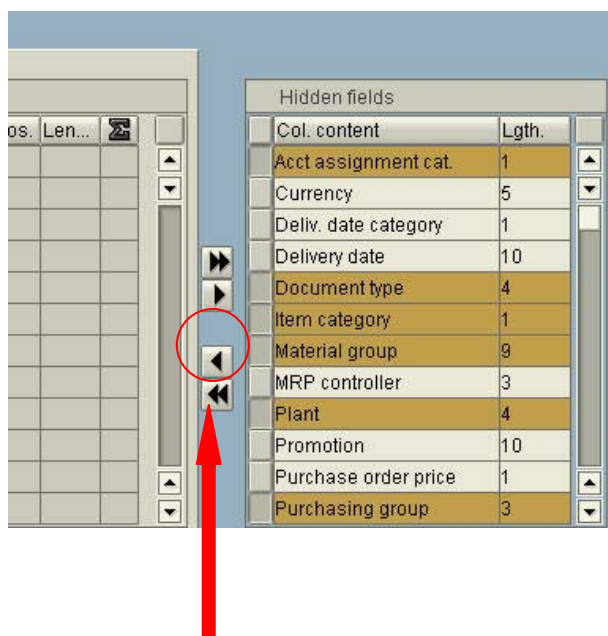 Hidden fields
os. Len...
Col. content Lgth.
Acct assignment cat. 1
Currency 5
Deliv. date category 1
Delivery date 10
Document type 4
Item category 1
Material group 9
MRP controller 3
Plant 4
Promotion 10
Purchase order price 1
Purchasing group 3